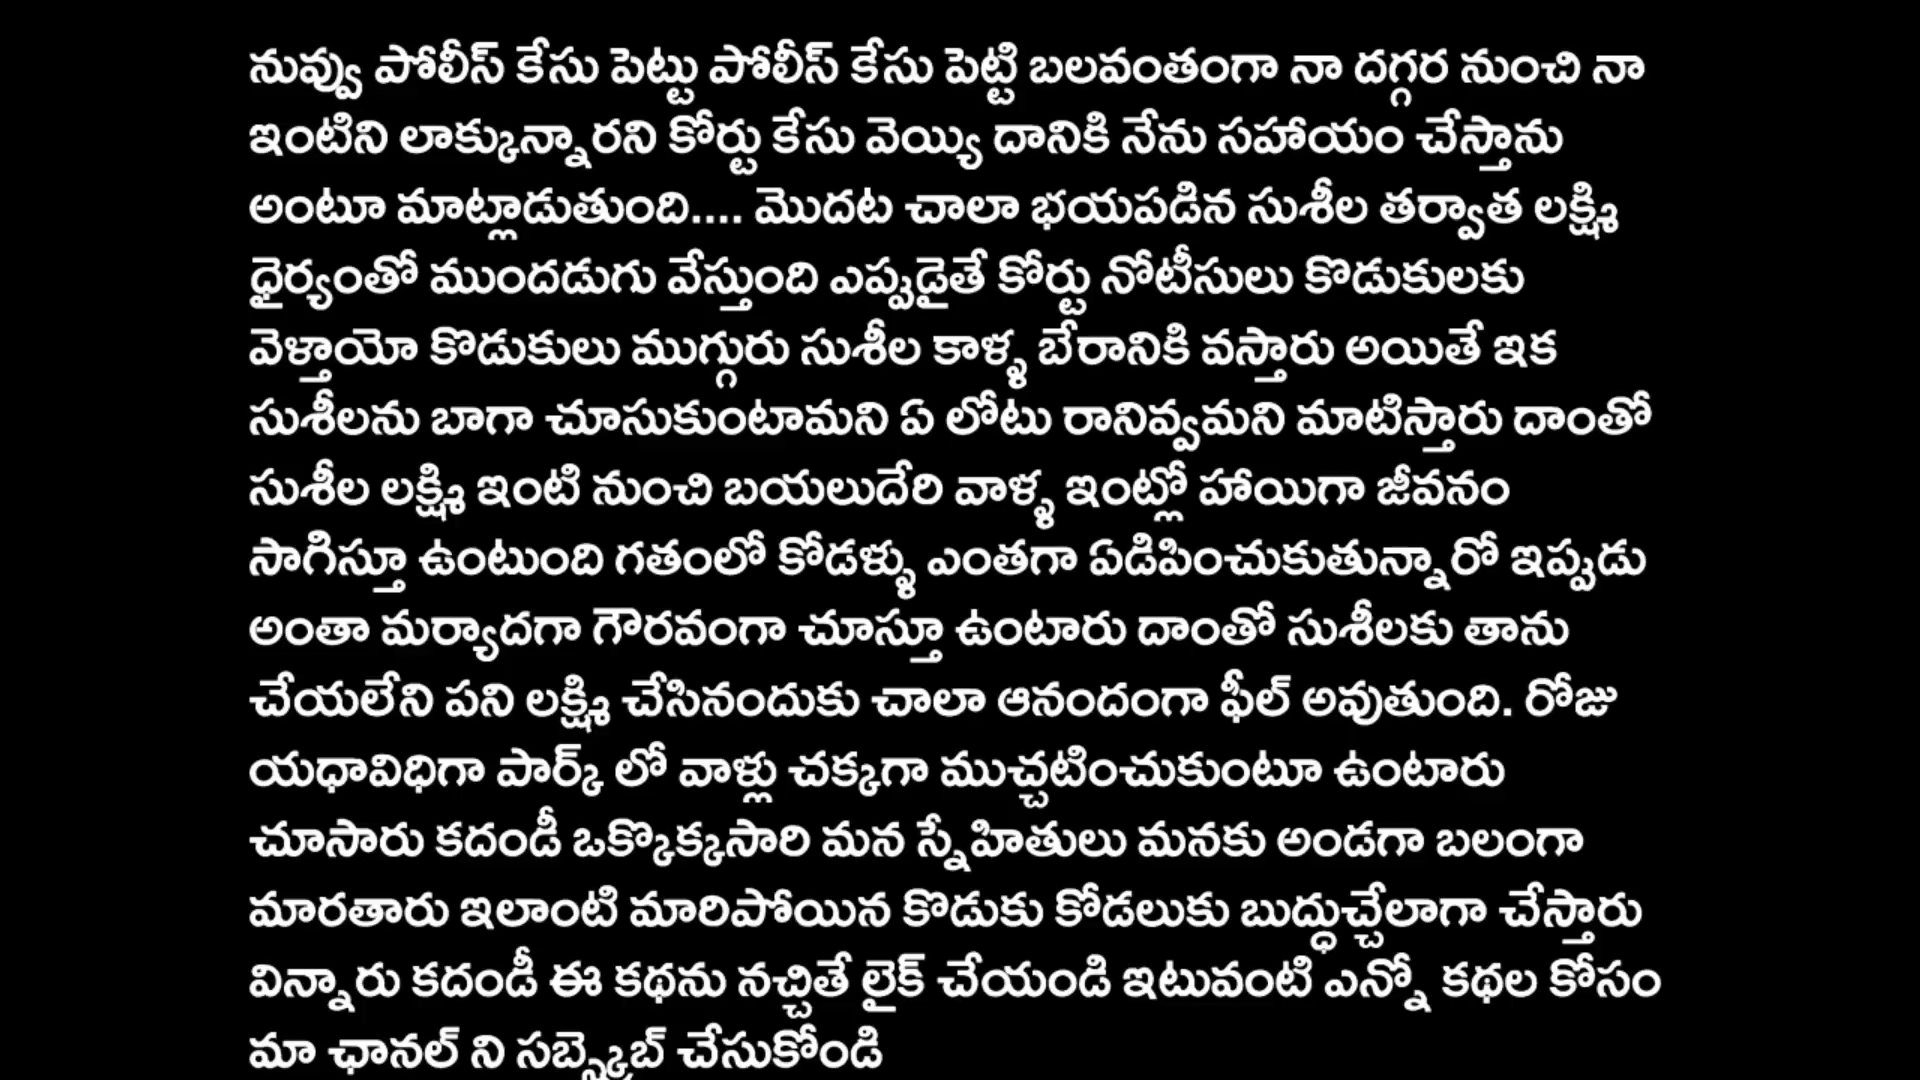 నువ్వు పోలీస్ కేసు పెట్టు పోలీస్ కేసు పెట్టి బలవంతంగా నా దగ్గర నుంచి నా
ఇంటిని లాక్కున్నారని కోర్టు కేసు వెయ్యి దానికి నేను సహాయం చేస్తాను
అంటూ మాట్లాడుతుంది.... మొదట చాలా భయపడిన సుశీల తర్వాత లక్ష్మి
ధైర్యంతో ముందడుగు వేస్తుంది ఎప్పుడైతే కోర్టు నోటీసులు కొడుకులకు
వెళ్తాయో కొడుకులు ముగ్గురు సుశీల కాళ్ళ బేరానికి వస్తారు అయితే ఇక
సుశీలను బాగా చూసుకుంటామని ఏ లోటు రానివ్వమని మాటిస్తారు దాంతో
సుశీల లక్ష్మి ఇంటి నుంచి బయలుదేరి వాళ్ళ ఇంట్లో హాయిగా జీవనం
సాగిస్తూ ఉంటుంది గతంలో కోడళ్ళు ఎంతగా ఏడిపించుకుతున్నారో ఇప్పుడు
అంతా మర్యాదగా గౌరవంగా చూస్తూ ఉంటారు దాంతో సుశీలకు తాను
చేయలేని పని లక్ష్మి చేసినందుకు చాలా ఆనందంగా ఫీల్ అవుతుంది. రోజు
యధావిధిగా పార్క్ లో వాళ్లు చక్కగా ముచ్చటించుకుంటూ ఉంటారు
చూసారు కదండీ ఒక్కొక్కసారి మన స్నేహితులు మనకు అండగా బలంగా
మారతారు ఇలాంటి మారిపోయిన కొడుకు కోడలుకు బుద్ధుచ్చేలాగా చేస్తారు
విన్నారు కదండీ ఈ కథను నచ్చితే లైక్ చేయండి ఇటువంటి ఎన్నో కథల కోసం
మా ఛానల్ ని సబ్స్క్రైబ్ చేసుకోండి